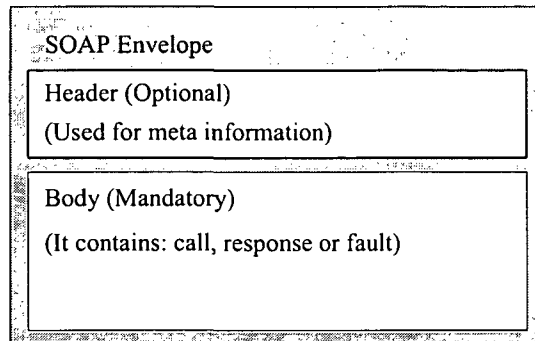 SOAP Envelope
Header (Optional)
(Used for meta information)
Body (Mandatory)
(It contains: call, response or fault)